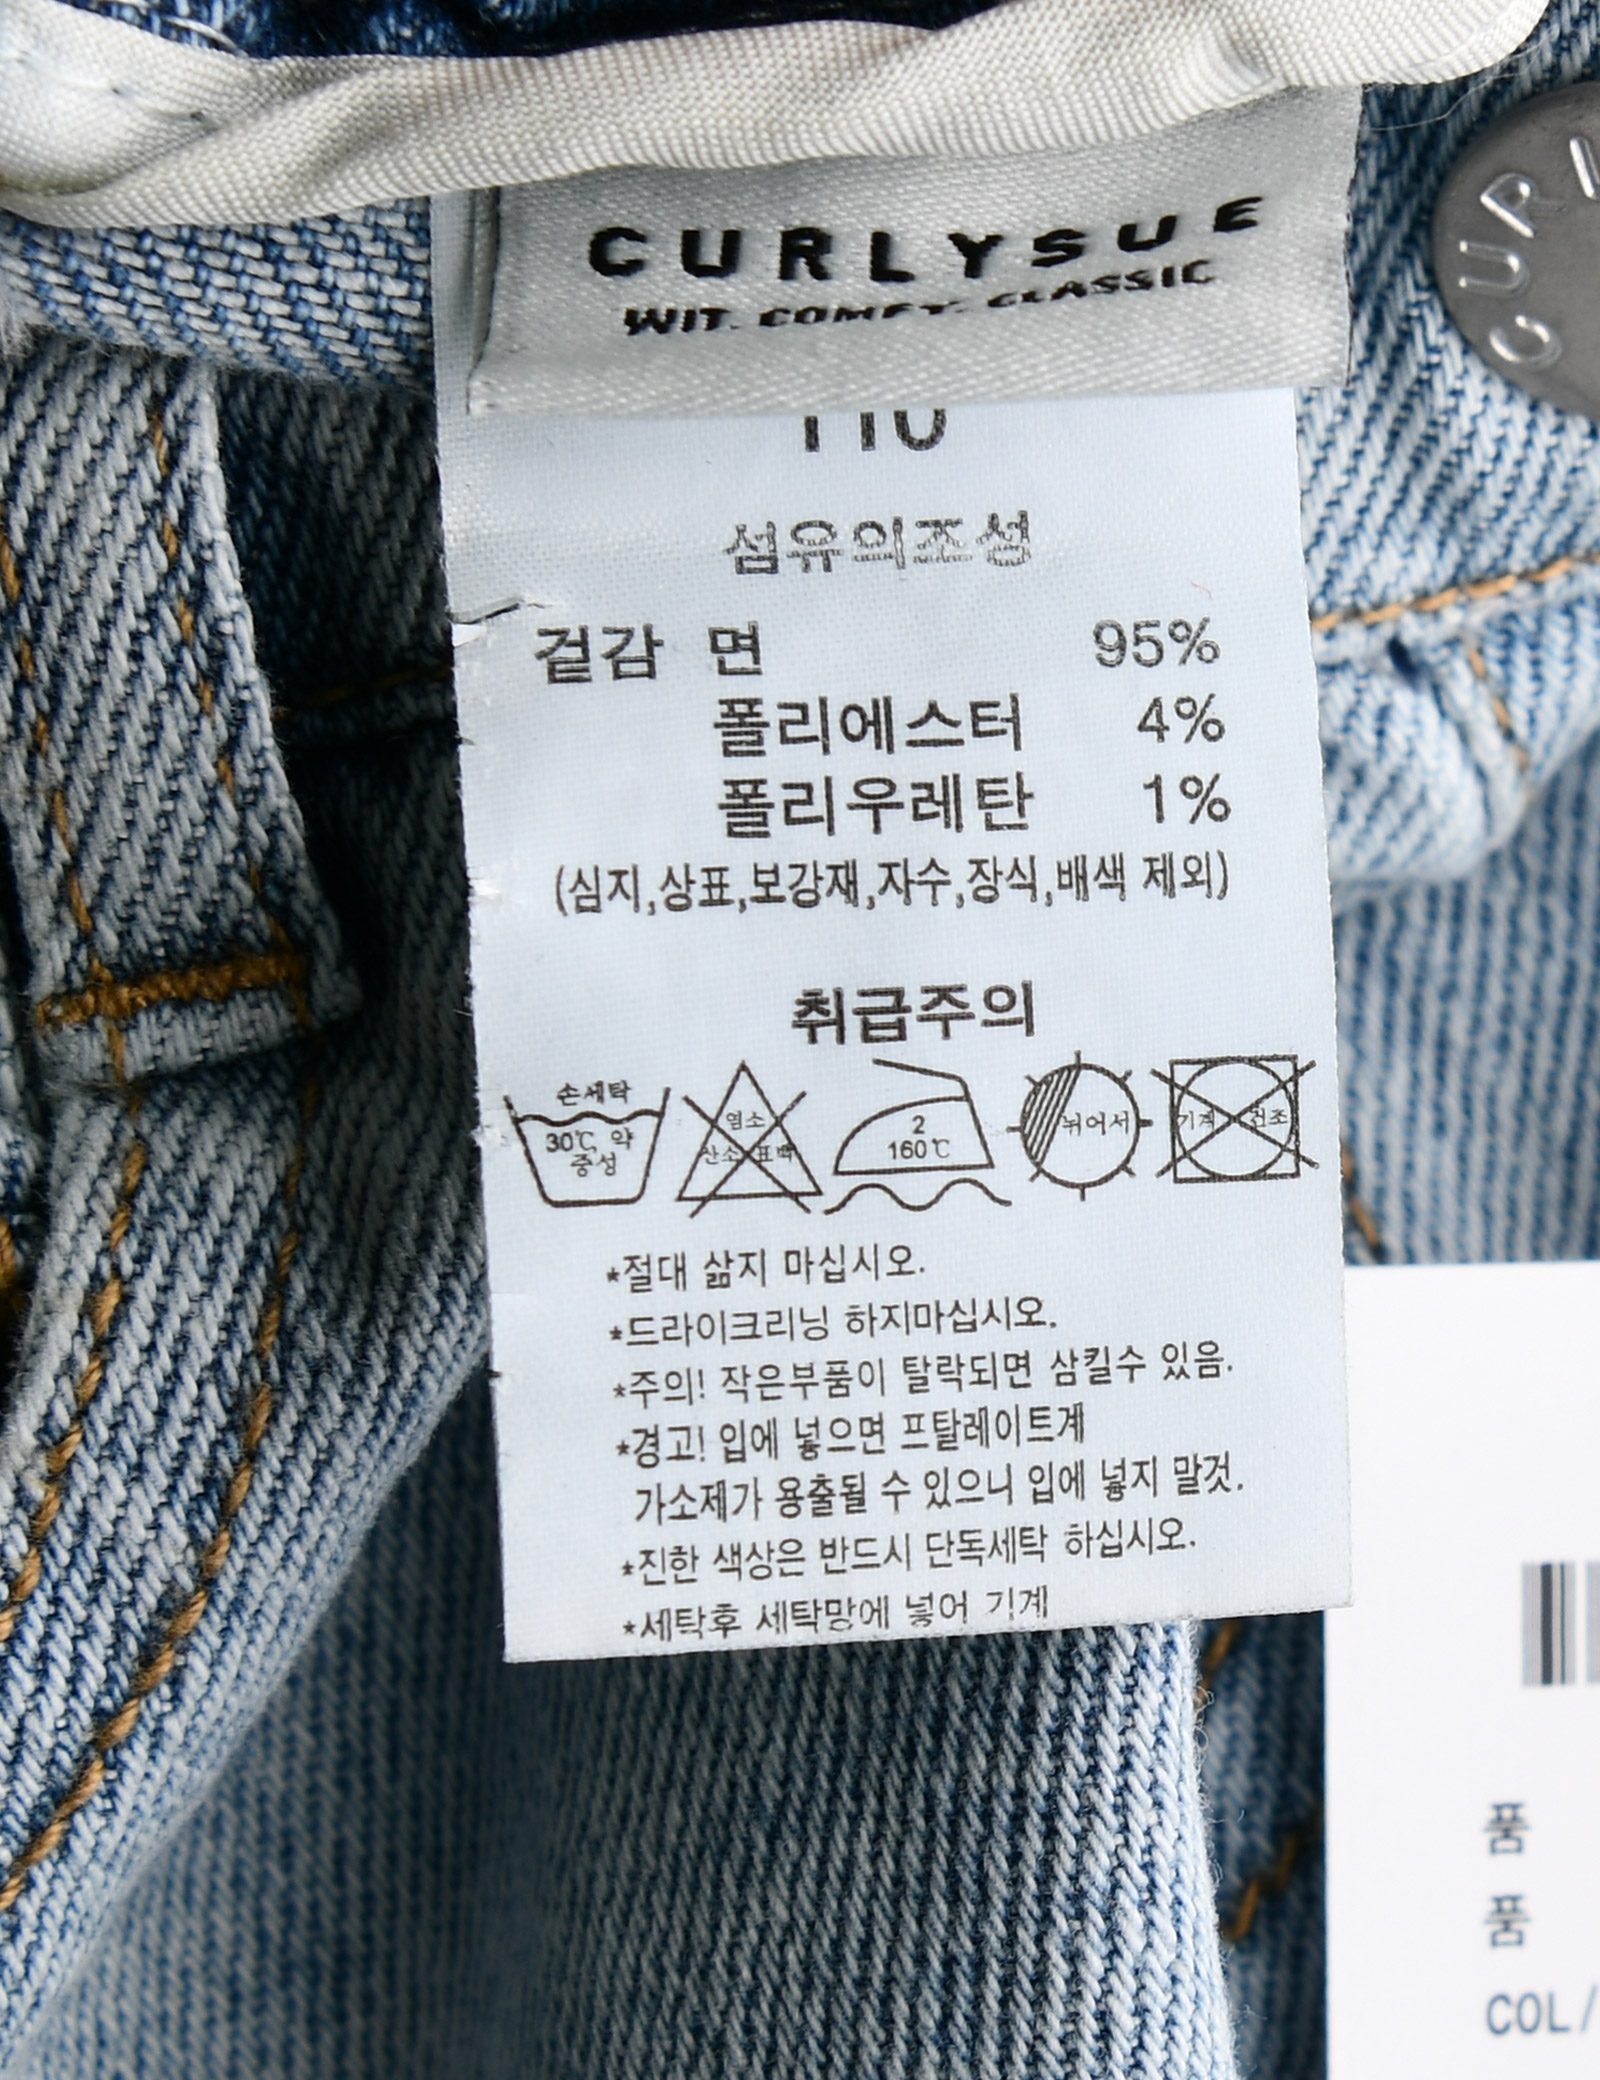 CURLYSUE
WIT. COMFY. CLASSIC
CUR
110
섬유의조성
겉감 면 95%
폴리에스터 4%
폴리우레탄 1%
(심지,상표,보강재,자수,장식,배색 제외)
취급주의
손세탁
30℃, 약
중성
염소
산소 표백
2
160℃
뉘어서
기계 건조
*절대 삶지 마십시오.
*드라이크리닝 하지마십시오.
*주의! 작은부품이 탈락되면 삼킬수 있음.
*경고! 입에 넣으면 프탈레이트계
가소제가 용출될 수 있으니 입에 넣지 말것.
*진한 색상은 반드시 단독세탁 하십시오.
*세탁후 세탁망에 넣어 기계
품
품
COL/